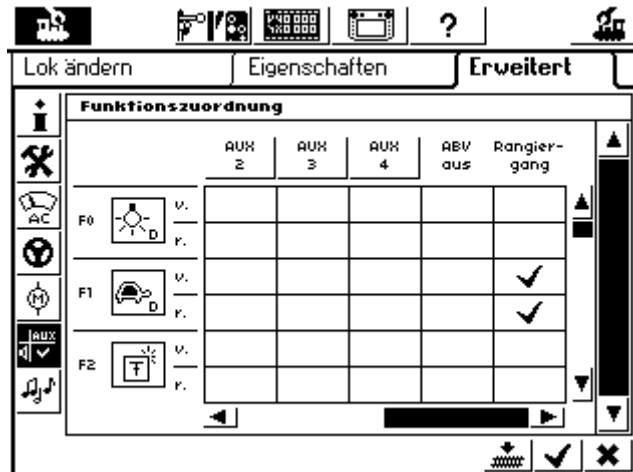 ?
Lok ändern Eigenschaften Erweitert
Funktionszuordnung
AUX 2 AUX 3 AUX 4 ABV aus Rangier-gang
F0 D v.
r.
F1 D v.
r.
F2 T v.
r.
AC
M
AUX